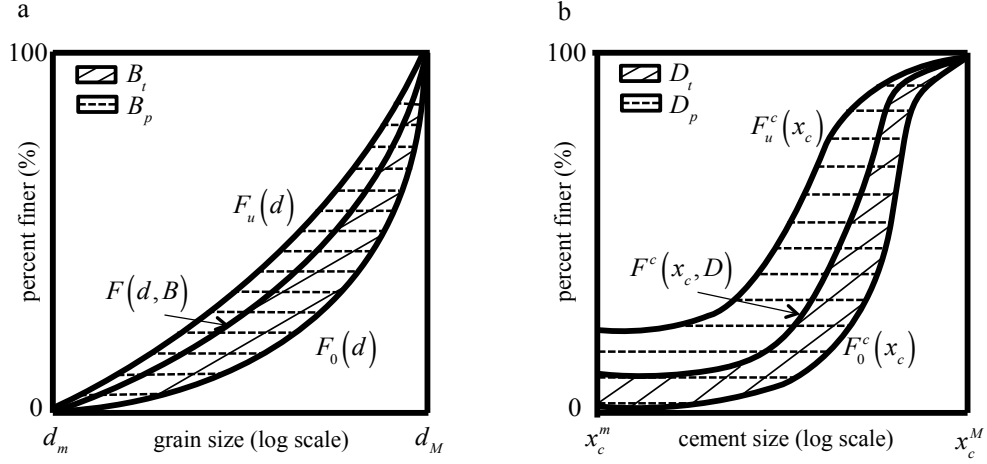 a
100
B_t
B_p
percent finer (%)
F_u(d)
F(d, B)
F_0(d)
0
d_m
grain size (log scale)
d_M
b
100
D_t
D_p
percent finer (%)
F_u^c(x_c)
F^c(x_c, D)
F_0^c(x_c)
0
x_c^m
cement size (log scale)
x_c^M